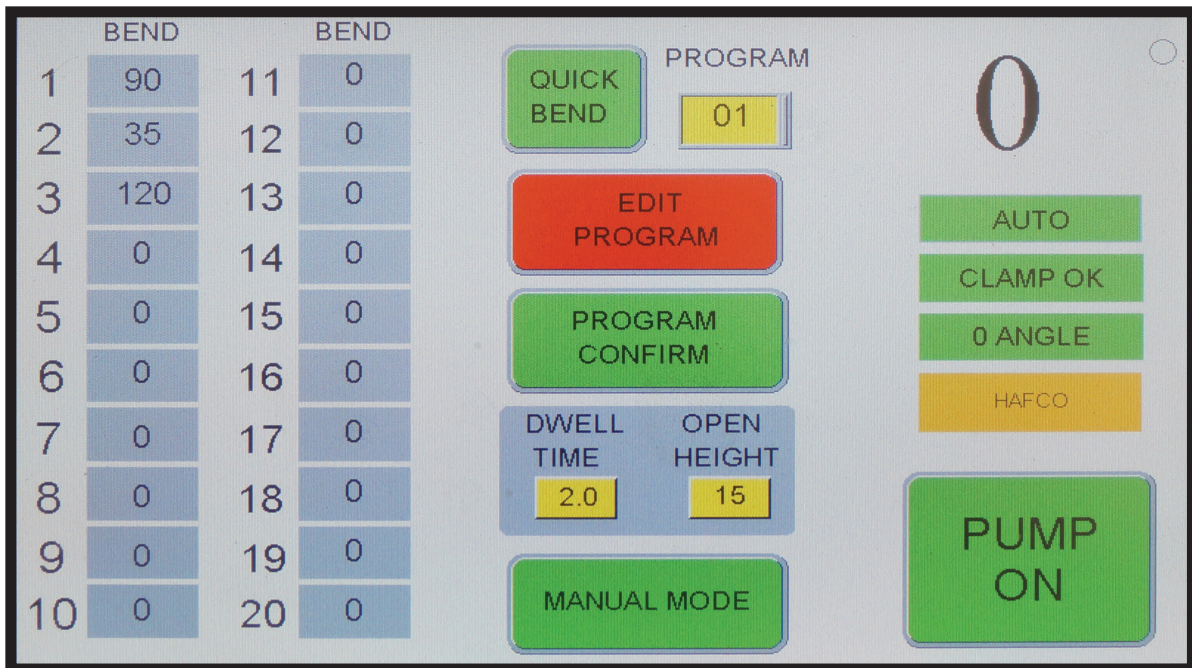 BEND BEND
1 90 11 0
2 35 12 0
3 120 13 0
4 0 14 0
5 0 15 0
6 0 16 0
7 0 17 0
8 0 18 0
9 0 19 0
10 0 20 0
QUICK
BEND
PROGRAM
01
EDIT
PROGRAM
PROGRAM
CONFIRM
DWELL
TIME
2.0
OPEN
HEIGHT
15
MANUAL MODE
0
AUTO
CLAMP OK
0 ANGLE
HAFCO
PUMP
ON